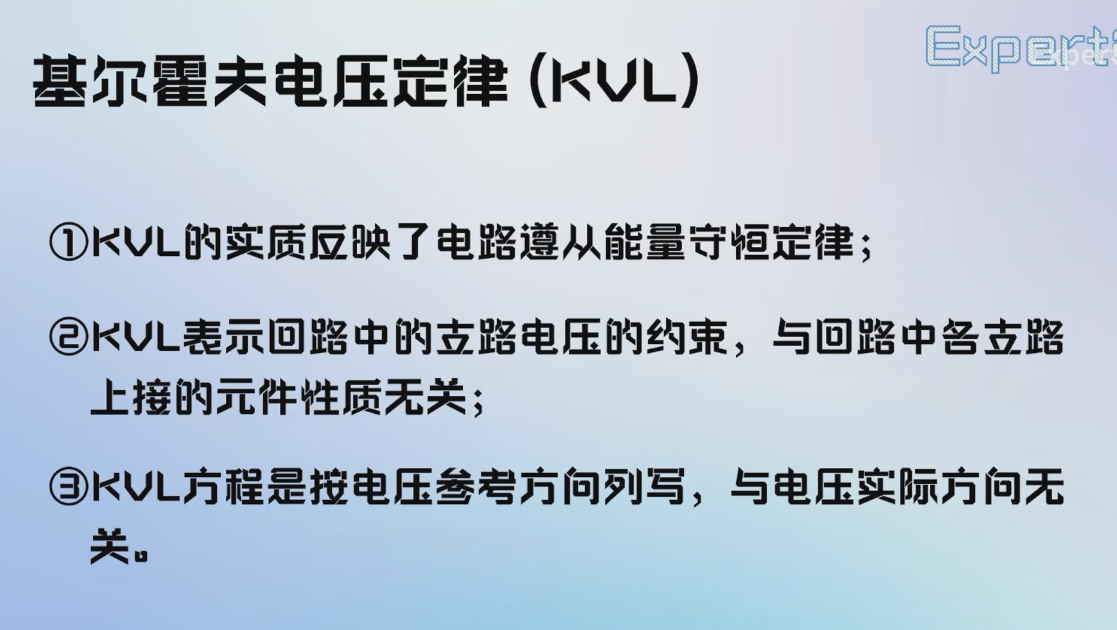 基尔霍夫电压定律（KVL）
①KVL的实质反映了电路遵从能量守恒定律；
②KVL表示回路中的支路电压的约束，与回路中各支路
上接的元件性质无关；
③KVL方程是按电压参考方向列写，与电压实际方向无
关。